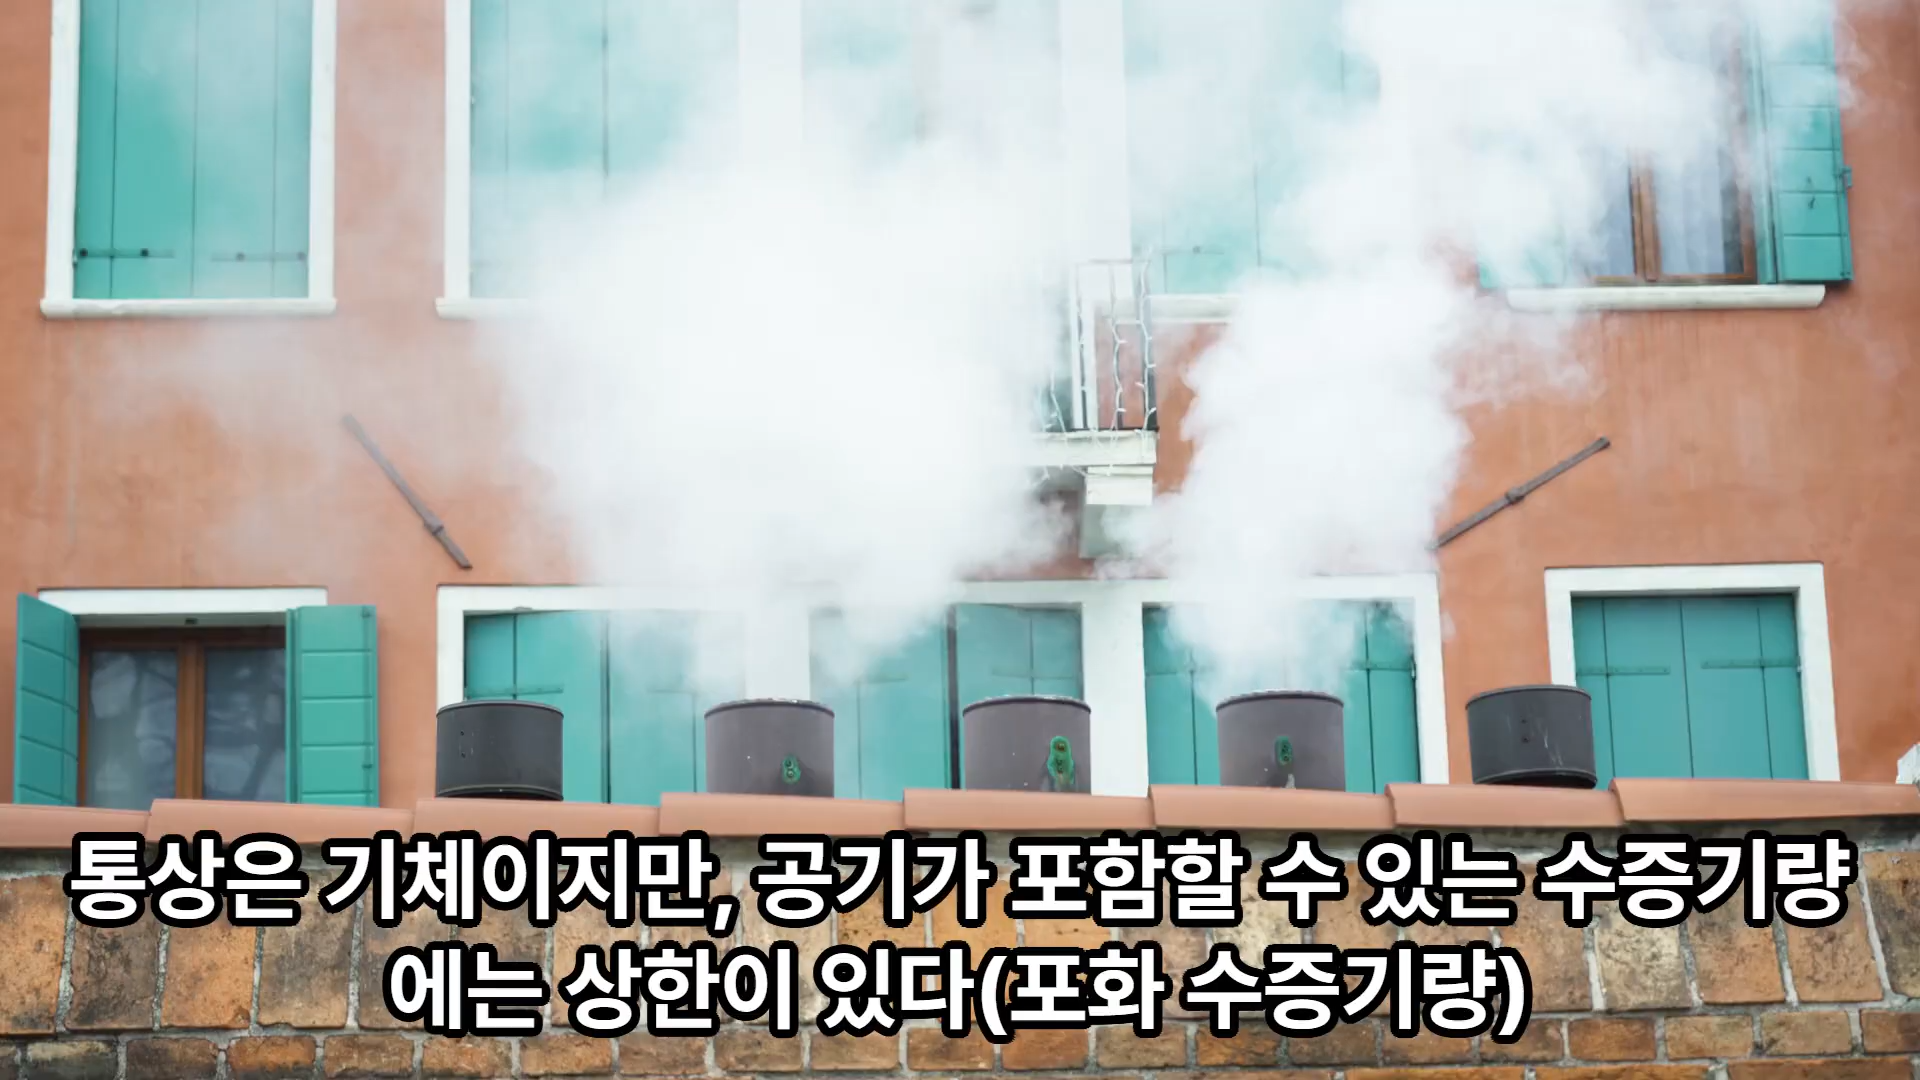 통상은 기체이지만, 공기가 포함할 수 있는 수증기량
에는 상한이 있다(포화 수증기량)